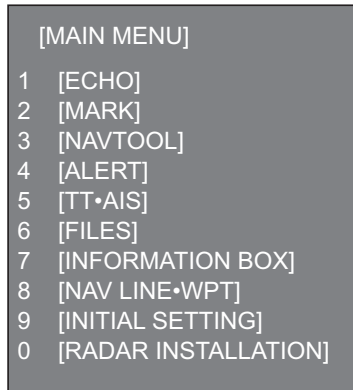 [MAIN MENU]
1 [ECHO]
2 [MARK]
3 [NAVTOOL]
4 [ALERT]
5 [TT•AIS]
6 [FILES]
7 [INFORMATION BOX]
8 [NAV LINE•WPT]
9 [INITIAL SETTING]
0 [RADAR INSTALLATION]